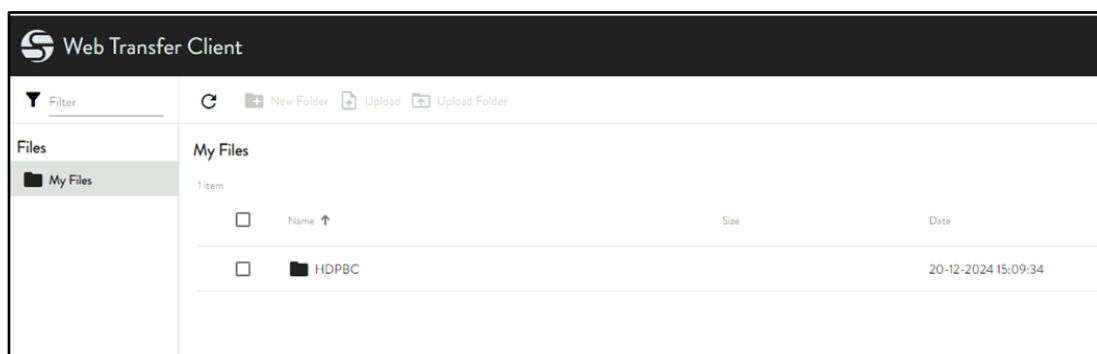 Web Transfer Client
Filter
New Folder Upload Upload Folder
Files
My Files
My Files
1 item
Name Size Date
HDPBC 20-12-2024 15:09:34